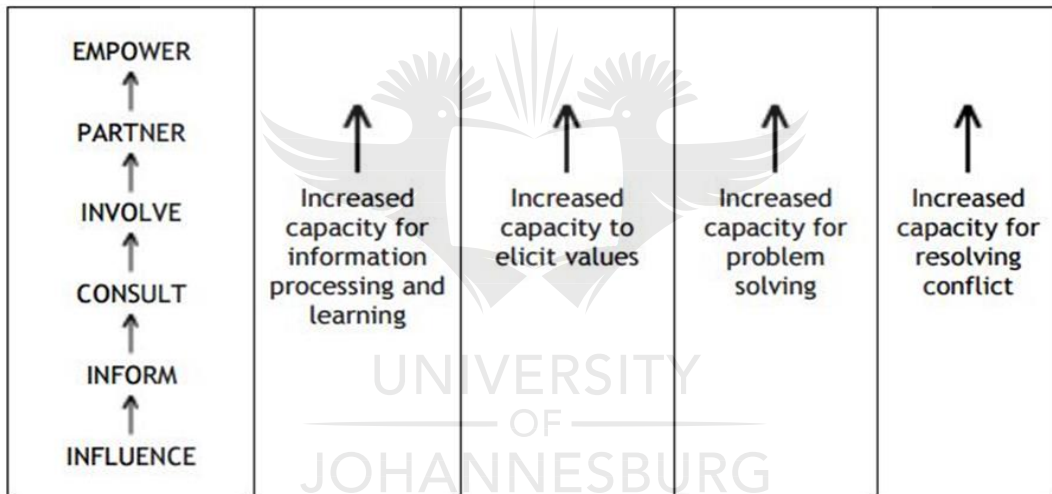 EMPOWER
PARTNER
INVOLVE
CONSULT
INFORM
INFLUENCE
Increased
capacity for
information
processing and
learning
Increased
capacity to
elicit values
Increased
capacity for
problem
solving
Increased
capacity for
resolving
conflict
UNIVERSITY
OF
JOHANNESBURG